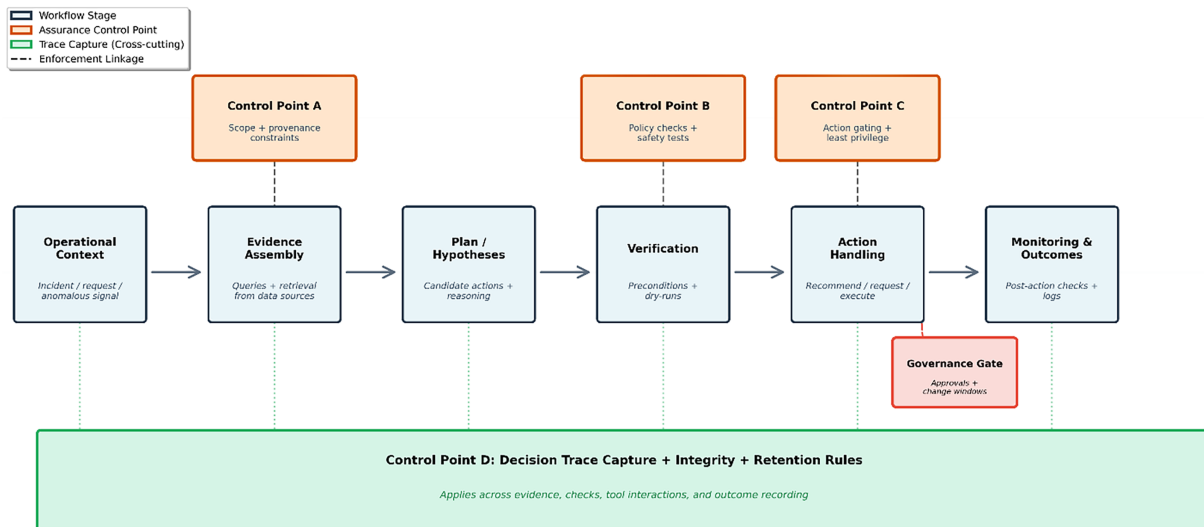 Workflow Stage
Assurance Control Point
Trace Capture (Cross-cutting)
Enforcement Linkage
Control Point A
Scope + provenance
constraints
Control Point B
Policy checks +
safety tests
Control Point C
Action gating +
least privilege
Operational
Context
Incident / request /
anomalous signal
Evidence
Assembly
Queries + retrieval
from data sources
Plan /
Hypotheses
Candidate actions +
reasoning
Verification
Preconditions +
dry-runs
Action
Handling
Recommend / request /
execute
Monitoring &
Outcomes
Post-action checks +
logs
Governance Gate
Approvals +
change windows
Control Point D: Decision Trace Capture + Integrity + Retention Rules
Applies across evidence, checks, tool interactions, and outcome recording